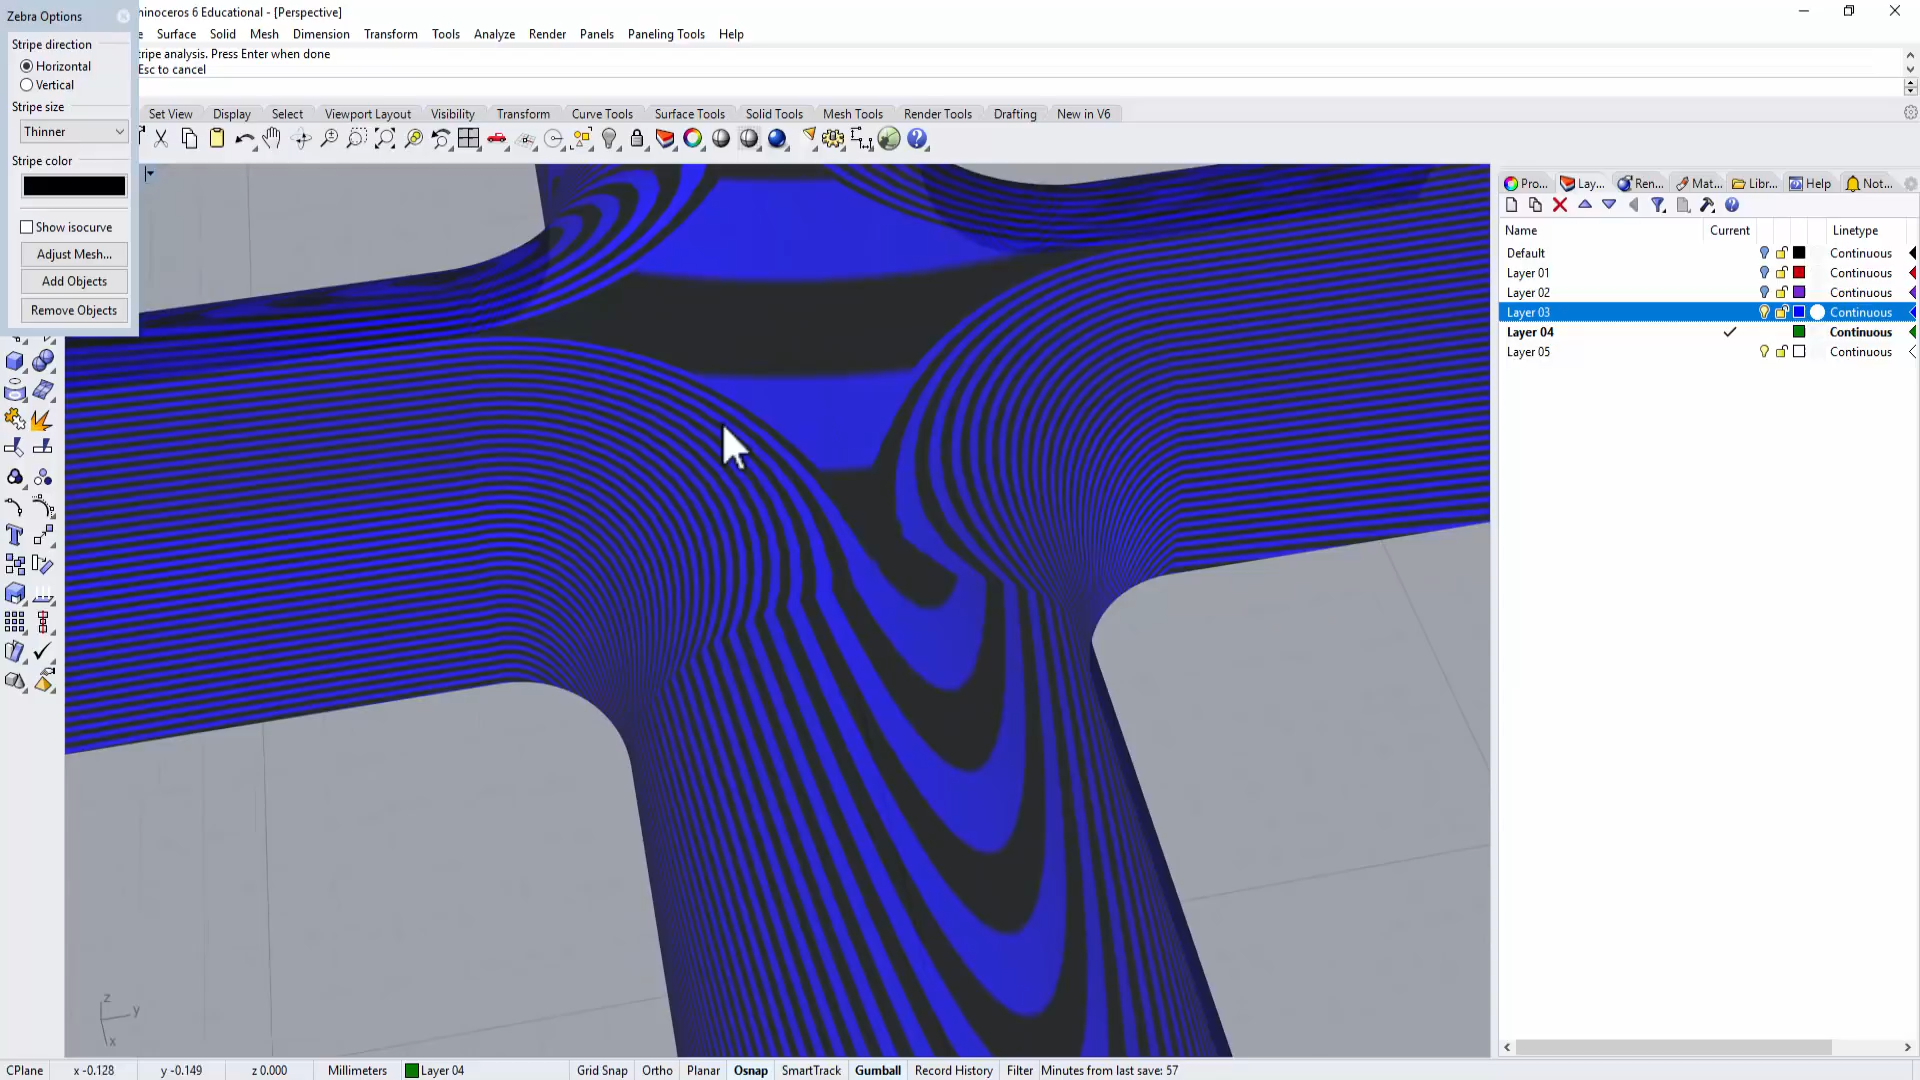 Zebra Options
hinoceros 6 Educational - [Perspective]
Surface Solid Mesh Dimension Transform Analyze Render Panels Paneling Tools Help
tripe analysis. Press Enter when done
Esc to cancel
Set View Display Select Viewport Layout Visibility Transform Curve Tools Surface Tools Solid Tools Mesh Tools Render Tools Drafting New in V6
Stripe direction
Horizontal
Vertical
Stripe size
Thinner
Stripe color
Show isocurve
Adjust Mesh...
Add Objects
Remove Objects
Pro... Lay... Ren... Mat... Libr... Help Not...
Name Current Linetype
Default Continuous
Layer 01 Continuous
Layer 02 Continuous
Layer 03 Continuous
Layer 04 Continuous
Layer 05 Continuous
z
y
x
CPlane x -0.128 y -0.149 z 0.000 Millimeters Layer 04 Grid Snap Ortho Planar Osnap SmartTrack Gumball Record History Filter Minutes from last save: 57